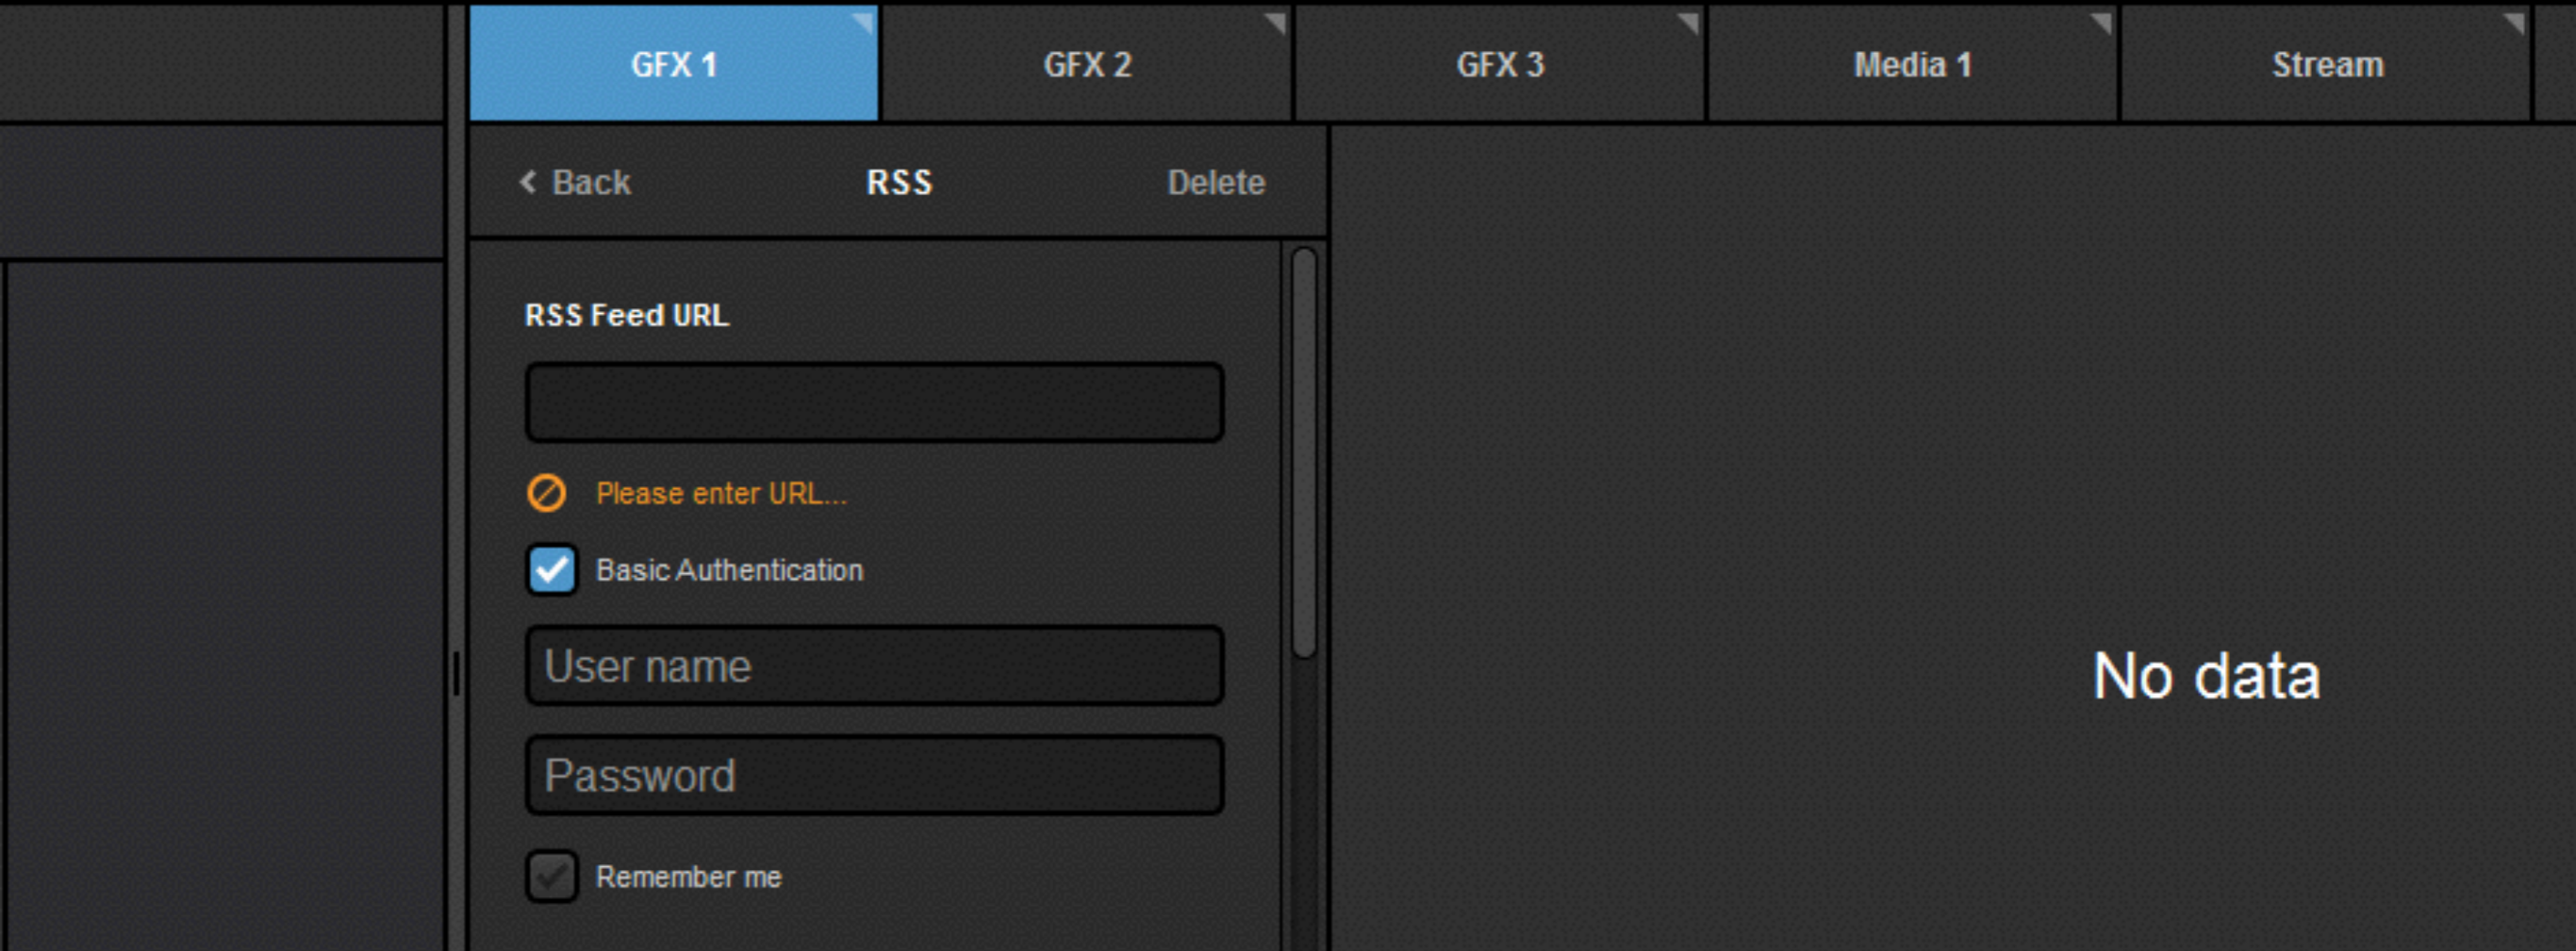 GFX 1
GFX 2
GFX 3
Media 1
Stream
Back
RSS
Delete
RSS Feed URL
Please enter URL...
Basic Authentication
User name
Password
Remember me
No data